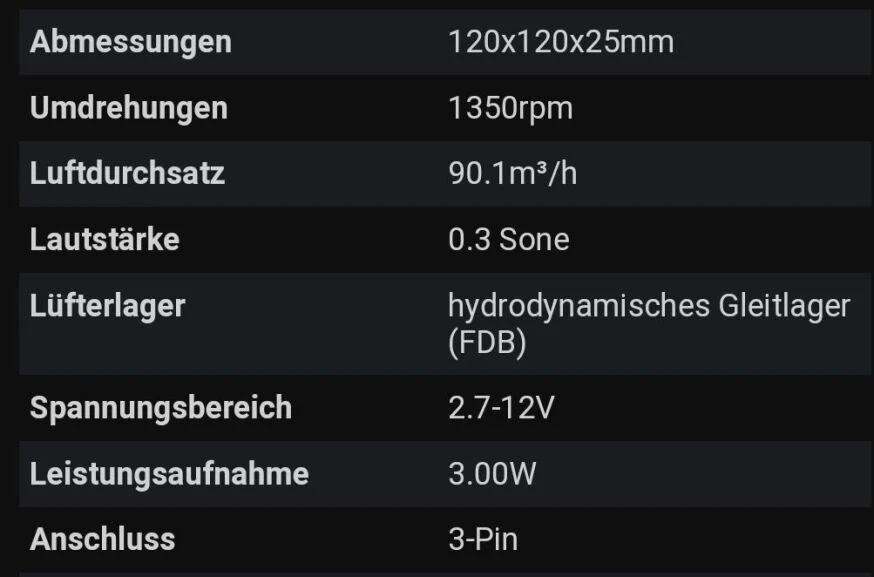 Abmessungen 120x120x25mm
Umdrehungen 1350rpm
Luftdurchsatz 90.1m³/h
Lautstärke 0.3 Sone
Lüfterlager hydrodynamisches Gleitlager
(FDB)
Spannungsbereich 2.7-12V
Leistungsaufnahme 3.00W
Anschluss 3-Pin